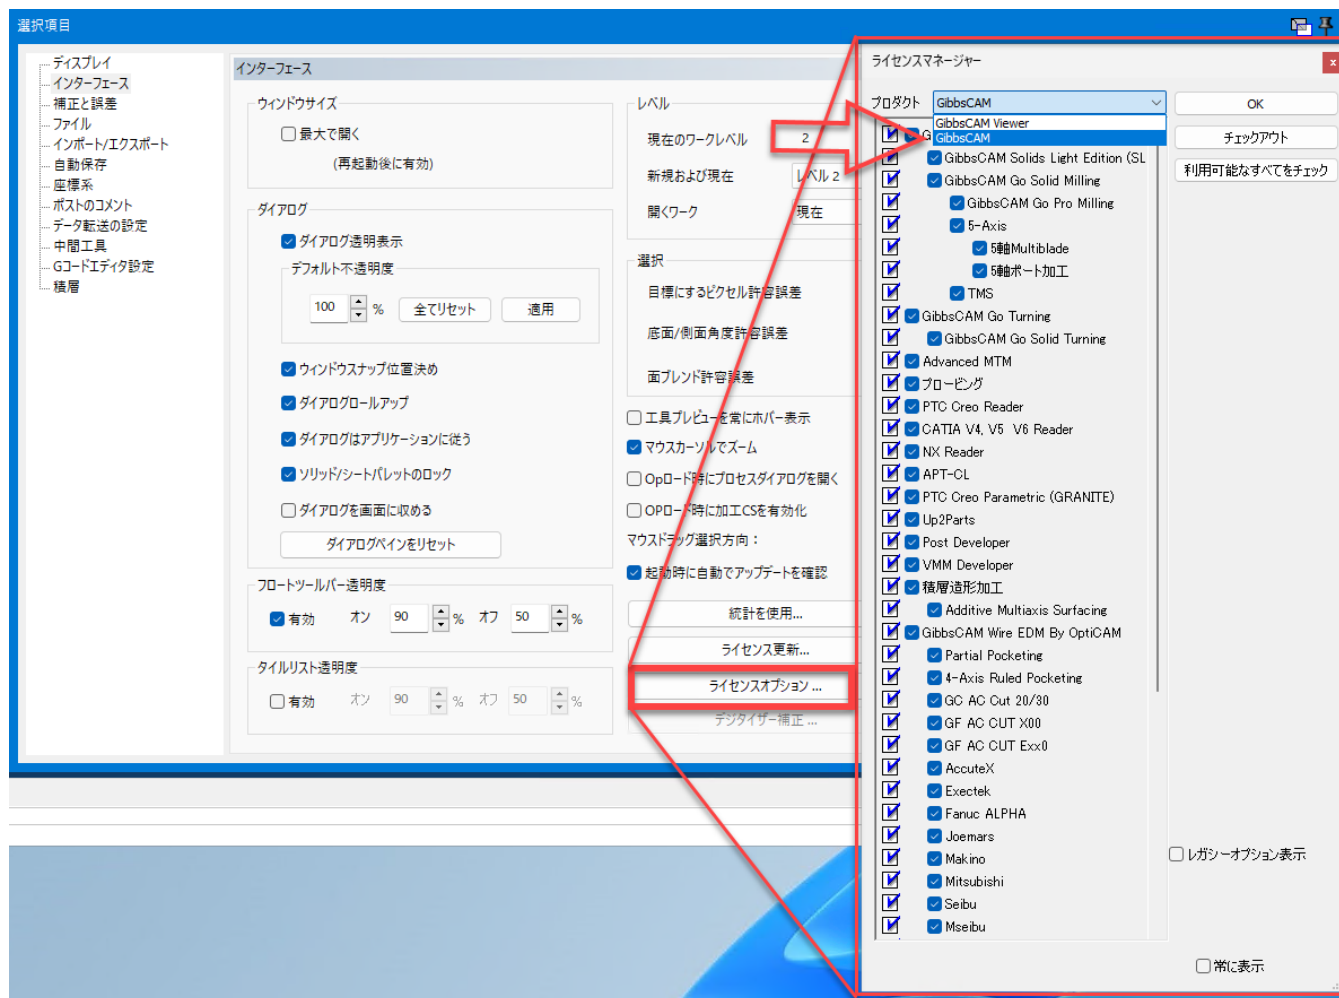 選択項目
ディスプレイ
インターフェース
補正と誤差
ファイル
インポート/エクスポート
自動保存
座標系
ポストのコメント
データ転送の設定
中間工具
Gコードエディタ設定
積層
インターフェース
ウィンドウサイズ
最大で開く
(再起動後に有効)
ダイアログ
ダイアログ透明表示
デフォルト不透明度
100 % 全てリセット 適用
ウィンドウスナップ位置決め
ダイアログロールアップ
ダイアログはアプリケーションに従う
ソリッド/シートパレットのロック
ダイアログを画面に収める
ダイアログペインをリセット
フロートツールバー透明度
有効 オン 90 % オフ 50 %
タイルリスト透明度
有効 オン 90 % オフ 50 %
レベル
現在のワークレベル 2
新規および現在 レベル 2
開くワーク 現在
選択
目標にするピクセル許容誤差
底面/側面角度許容誤差
面ブレンド許容誤差
工具プレビューを常にホバー表示
マウスカーソルでズーム
Opロード時にプロセスダイアログを開く
OPロード時に加工CSを有効化
マウスドラッグ選択方向：
起動時に自動でアップデートを確認
統計を使用...
ライセンス更新...
ライセンスオプション ...
デジタイザー補正 ...
ライセンスマネージャー
x
プロダクト GibbsCAM
GibbsCAM Viewer
GibbsCAM
G
GibbsCAM Solids Light Edition (SL
GibbsCAM Go Solid Milling
GibbsCAM Go Pro Milling
5-Axis
5軸Multiblade
5軸ポート加工
TMS
GibbsCAM Go Turning
GibbsCAM Go Solid Turning
Advanced MTM
プロービング
PTC Creo Reader
CATIA V4, V5 V6 Reader
NX Reader
APT-CL
PTC Creo Parametric (GRANITE)
Up2Parts
Post Developer
VMM Developer
積層造形加工
Additive Multiaxis Surfacing
GibbsCAM Wire EDM By OptiCAM
Partial Pocketing
4-Axis Ruled Pocketing
GC AC Cut 20/30
GF AC CUT X00
GF AC CUT Exx0
AccuteX
Exectek
Fanuc ALPHA
Joemars
Makino
Mitsubishi
Seibu
Mseibu
OK
チェックアウト
利用可能なすべてをチェック
レガシーオプション表示
常に表示